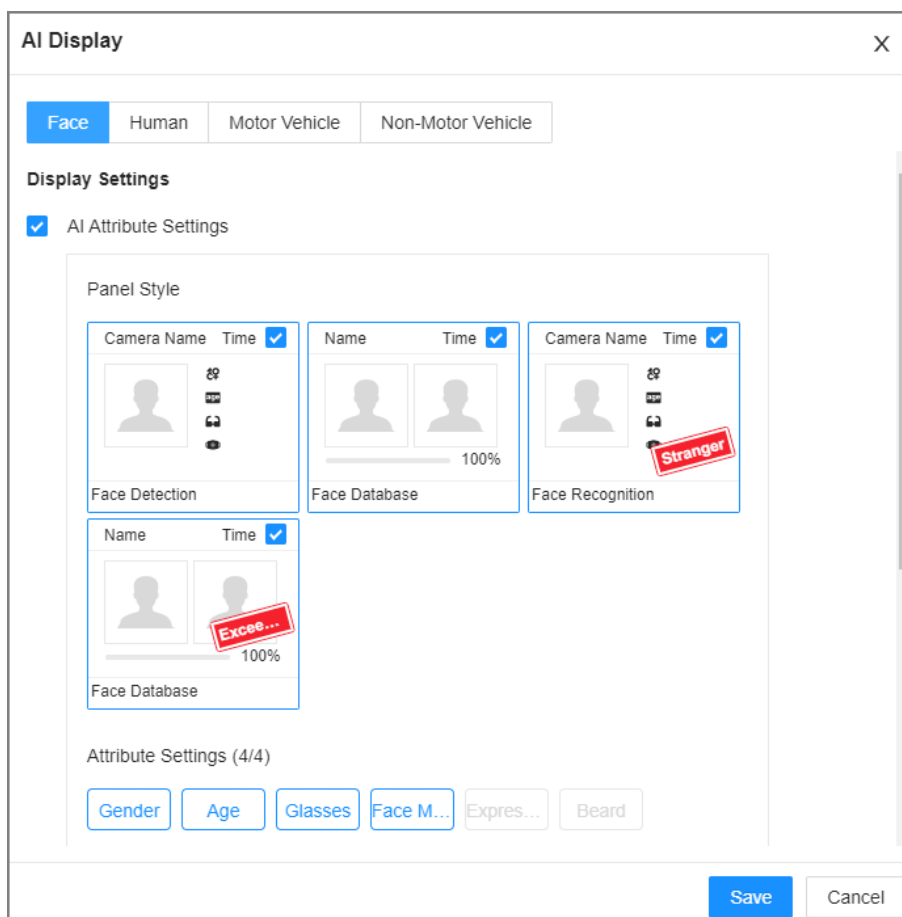 AI Display
X
Face Human Motor Vehicle Non-Motor Vehicle
Display Settings
AI Attribute Settings
Panel Style
Camera Name Time
age
Face Detection
Name Time
100%
Face Database
Camera Name Time
age
Stranger
Face Recognition
Name Time
Excee...
100%
Face Database
Attribute Settings (4/4)
Gender Age Glasses Face M... Expres... Beard
Save Cancel